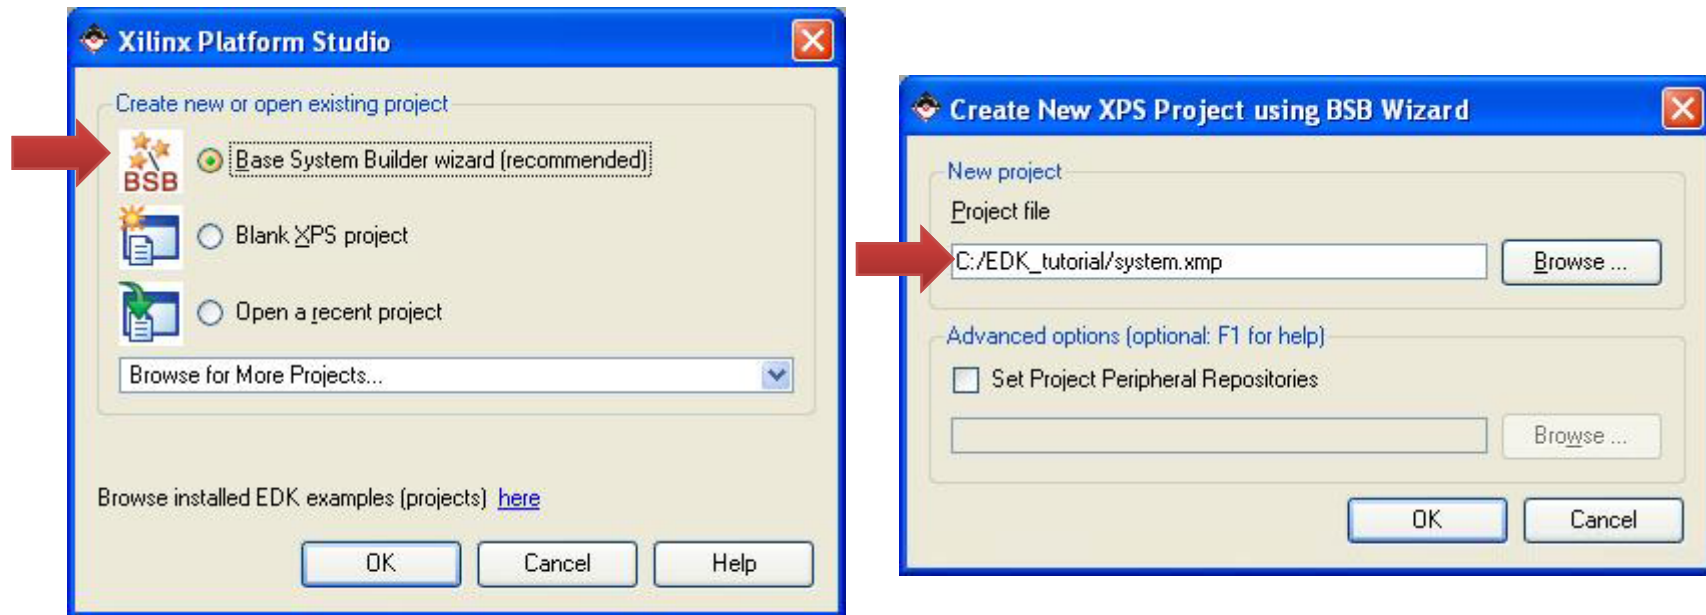 Xilinx Platform Studio
Create new or open existing project
BSB
Base System Builder wizard (recommended)
Blank XPS project
Open a recent project
Browse for More Projects...
Browse installed EDK examples (projects) here
OK
Cancel
Help
Create New XPS Project using BSB Wizard
New project
Project file
C:/EDK_tutorial/system.xmp
Browse ...
Advanced options (optional: F1 for help)
Set Project Peripheral Repositories
Browse ...
OK
Cancel